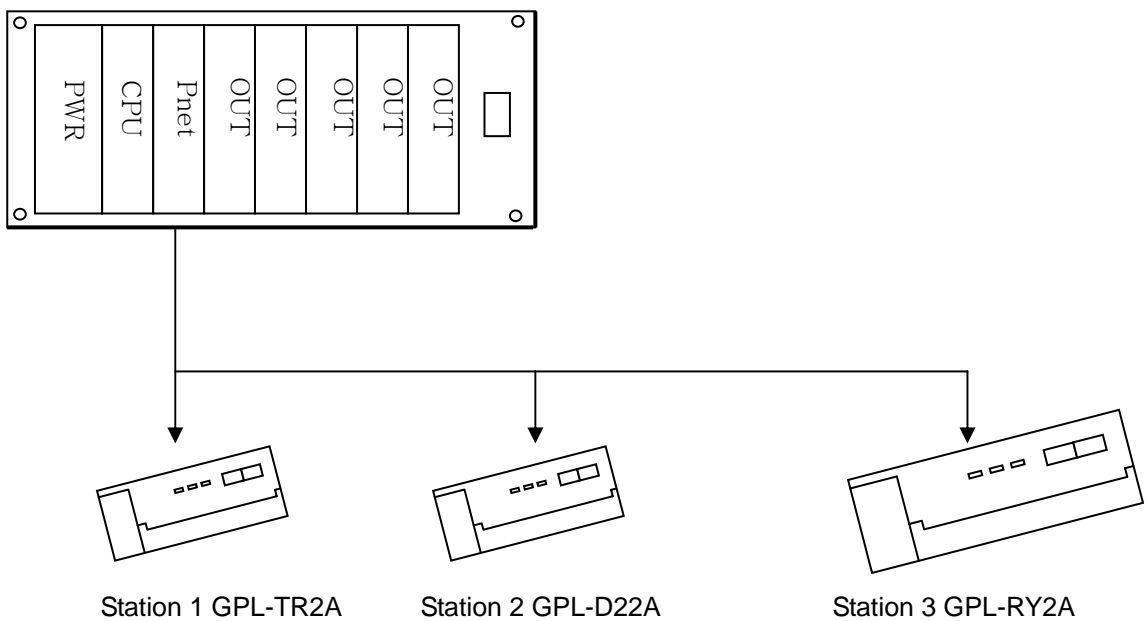 PWR
CPU
Pnet
OUT
OUT
OUT
OUT
OUT
Station 1 GPL-TR2A
Station 2 GPL-D22A
Station 3 GPL-RY2A